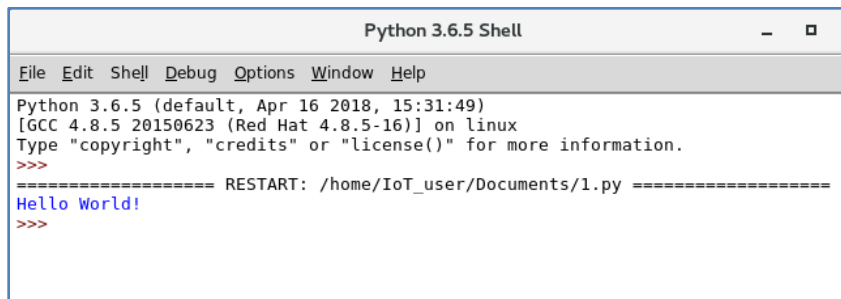 Python 3.6.5 Shell
File Edit Shell Debug Options Window Help
Python 3.6.5 (default, Apr 16 2018, 15:31:49)
[GCC 4.8.5 20150623 (Red Hat 4.8.5-16)] on linux
Type "copyright", "credits" or "license()" for more information.
>>>
=================== RESTART: /home/IoT_user/Documents/1.py ===================
Hello World!
>>>